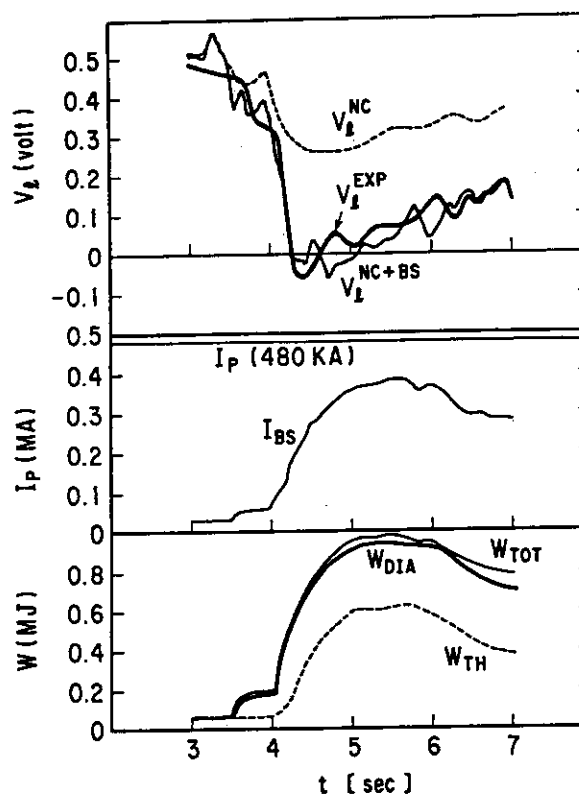 0.5
0.4
0.3
0.2
0.1
0
-0.1
V_ℓ (volt)
V_ℓ^NC
V_ℓ^EXP
V_ℓ^NC+BS
0.5
0.4
0.3
0.2
0.1
0
I_P (MA)
I_P (480 KA)
I_BS
0.8
0.6
0.4
0.2
0
W (MJ)
W_DIA
W_TOT
W_TH
3 4 5 6 7
t [sec]